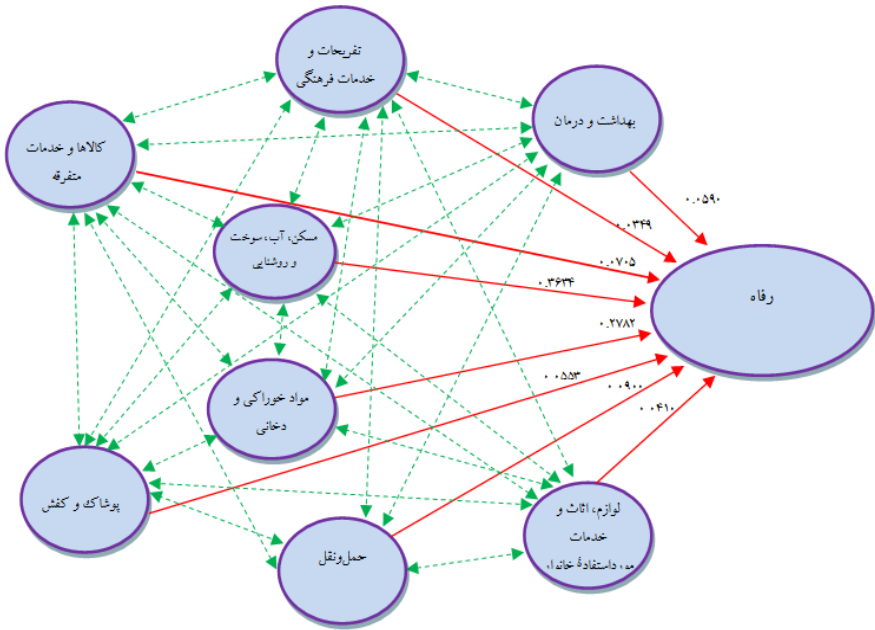 تفریحات و
خدمات فرهنگی
بهداشت و درمان
کالاها و خدمات
متفرقه
۰.۰۵۹۰
۰.۰۳۴۹
مسکن، آب، سوخت
و روشنایی
۰.۰۷۰۵
۰.۳۶۳۴
رفاه
۰.۲۷۸۲
۰.۰۵۵۳
۰.۰۹۰۰
مواد خوراکی و
دخانی
۰.۰۴۱۰
پوشاک و کفش
لوازم، اثاث و
خدمات
مورداستفادهٔ خانوار
حمل‌ونقل